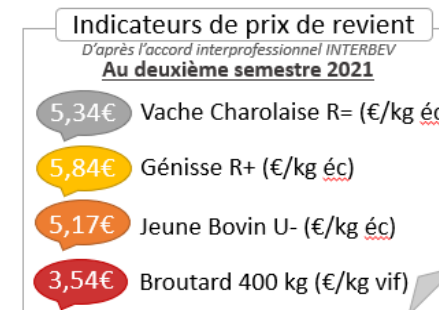 Indicateurs de prix de revient
D'après l'accord interprofessionnel INTERBEV
Au deuxième semestre 2021
5,34€ Vache Charolaise R= (€/kg éc
5,84€ Génisse R+ (€/kg éc)
5,17€ Jeune Bovin U- (€/kg éc)
3,54€ Broutard 400 kg (€/kg vif)